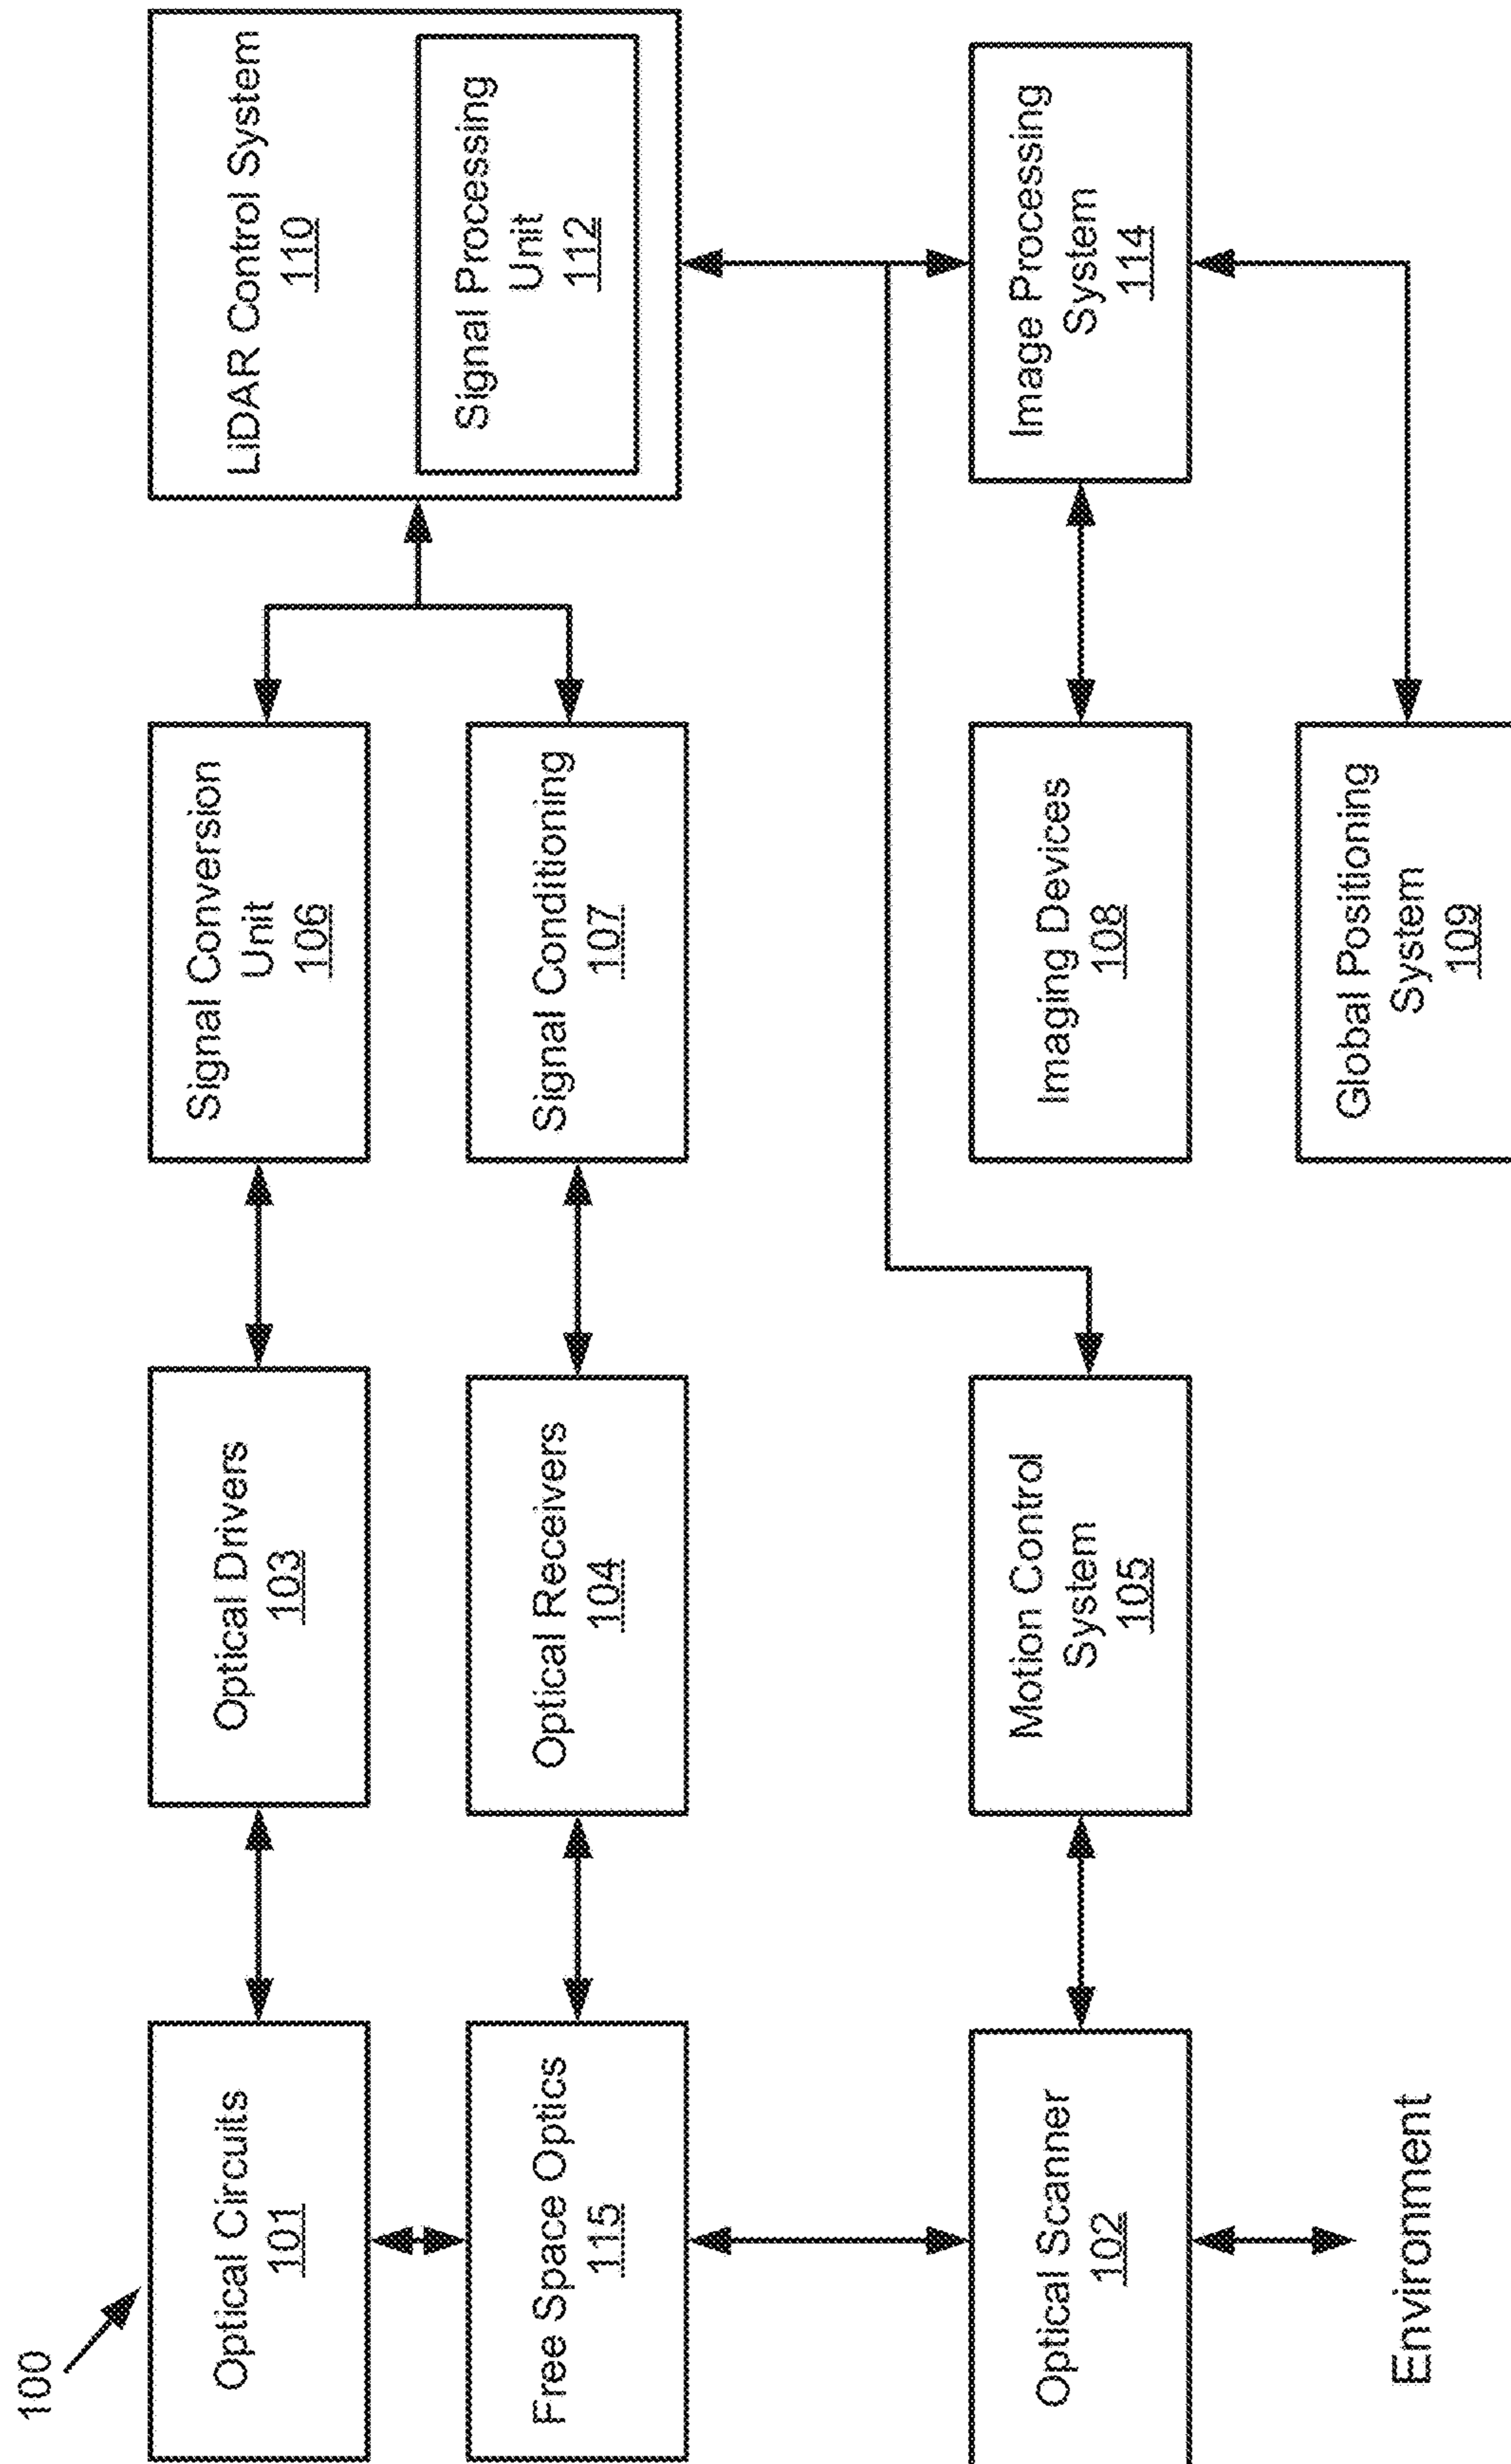 100
Optical Circuits
101
Optical Drivers
103
Signal Conversion
Unit
106
LiDAR Control System
110
Signal Processing
Unit
112
Free Space Optics
115
Optical Receivers
104
Signal Conditioning
107
Optical Scanner
102
Motion Control
System
105
Imaging Devices
108
Image Processing
System
114
Environment
Global Positioning
System
109